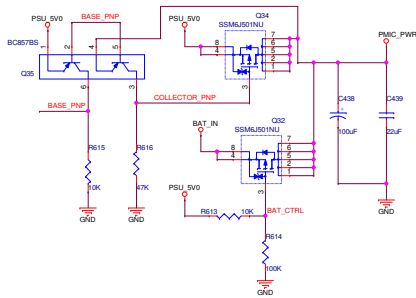 PSU_5V0
BASE_PNP
PSU_5V0
Q34
SSM6J501NU
PMIC_PWR
BC857BS
1
2
4
5
8
4
7
6
5
2
1
Q35
6
3
3
BASE_PNP
COLLECTOR_PNP
C438
100uF
C439
22uF
BAT_IN
Q32
SSM6J501NU
8
4
7
6
5
2
1
R615
10K
R616
47K
PSU_5V0
3
GND
GND
GND
R613
10K
BAT_CTRL
R614
100K
GND